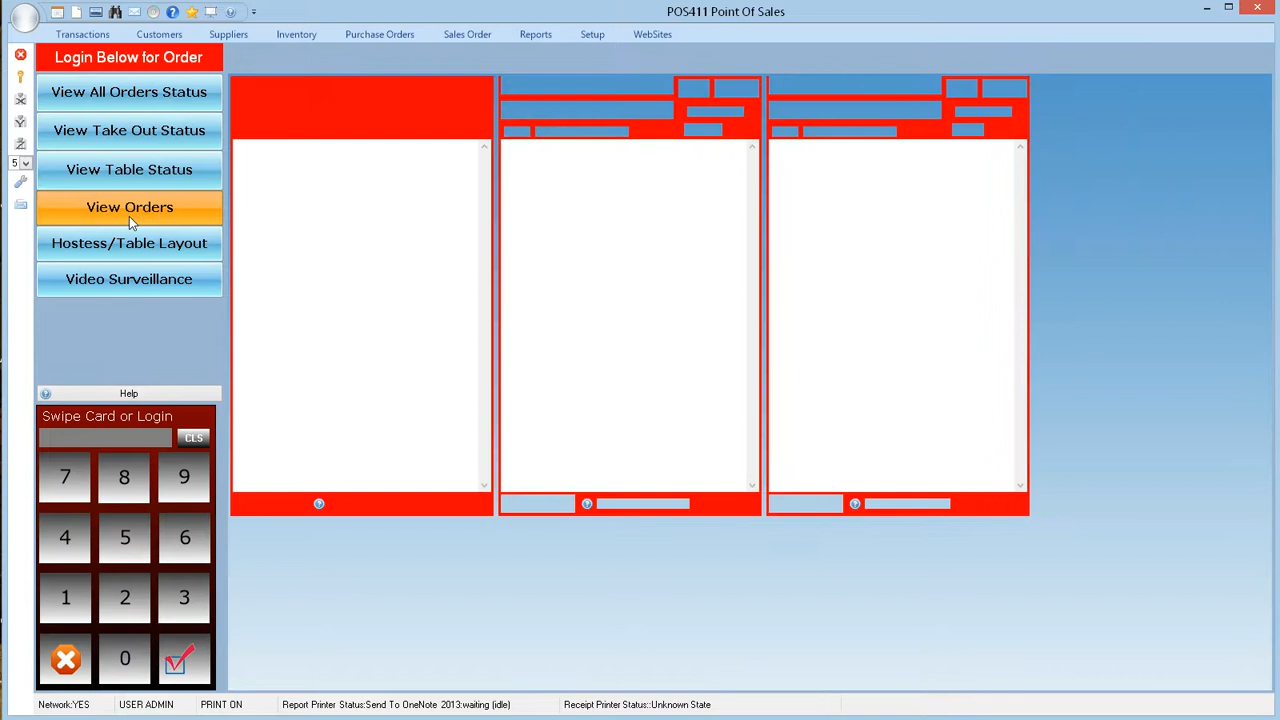 POS411 Point Of Sales
Transactions Customers Suppliers Inventory Purchase Orders Sales Order Reports Setup WebSites
Login Below for Order
View All Orders Status
View Take Out Status
View Table Status
5
View Orders
Hostess/Table Layout
Video Surveillance
Help
Swipe Card or Login
CLS
7 8 9
4 5 6
1 2 3
0
Network:YES USER ADMIN PRINT ON Report Printer Status:Send To OneNote 2013:waiting (idle) Receipt Printer Status::Unknown State